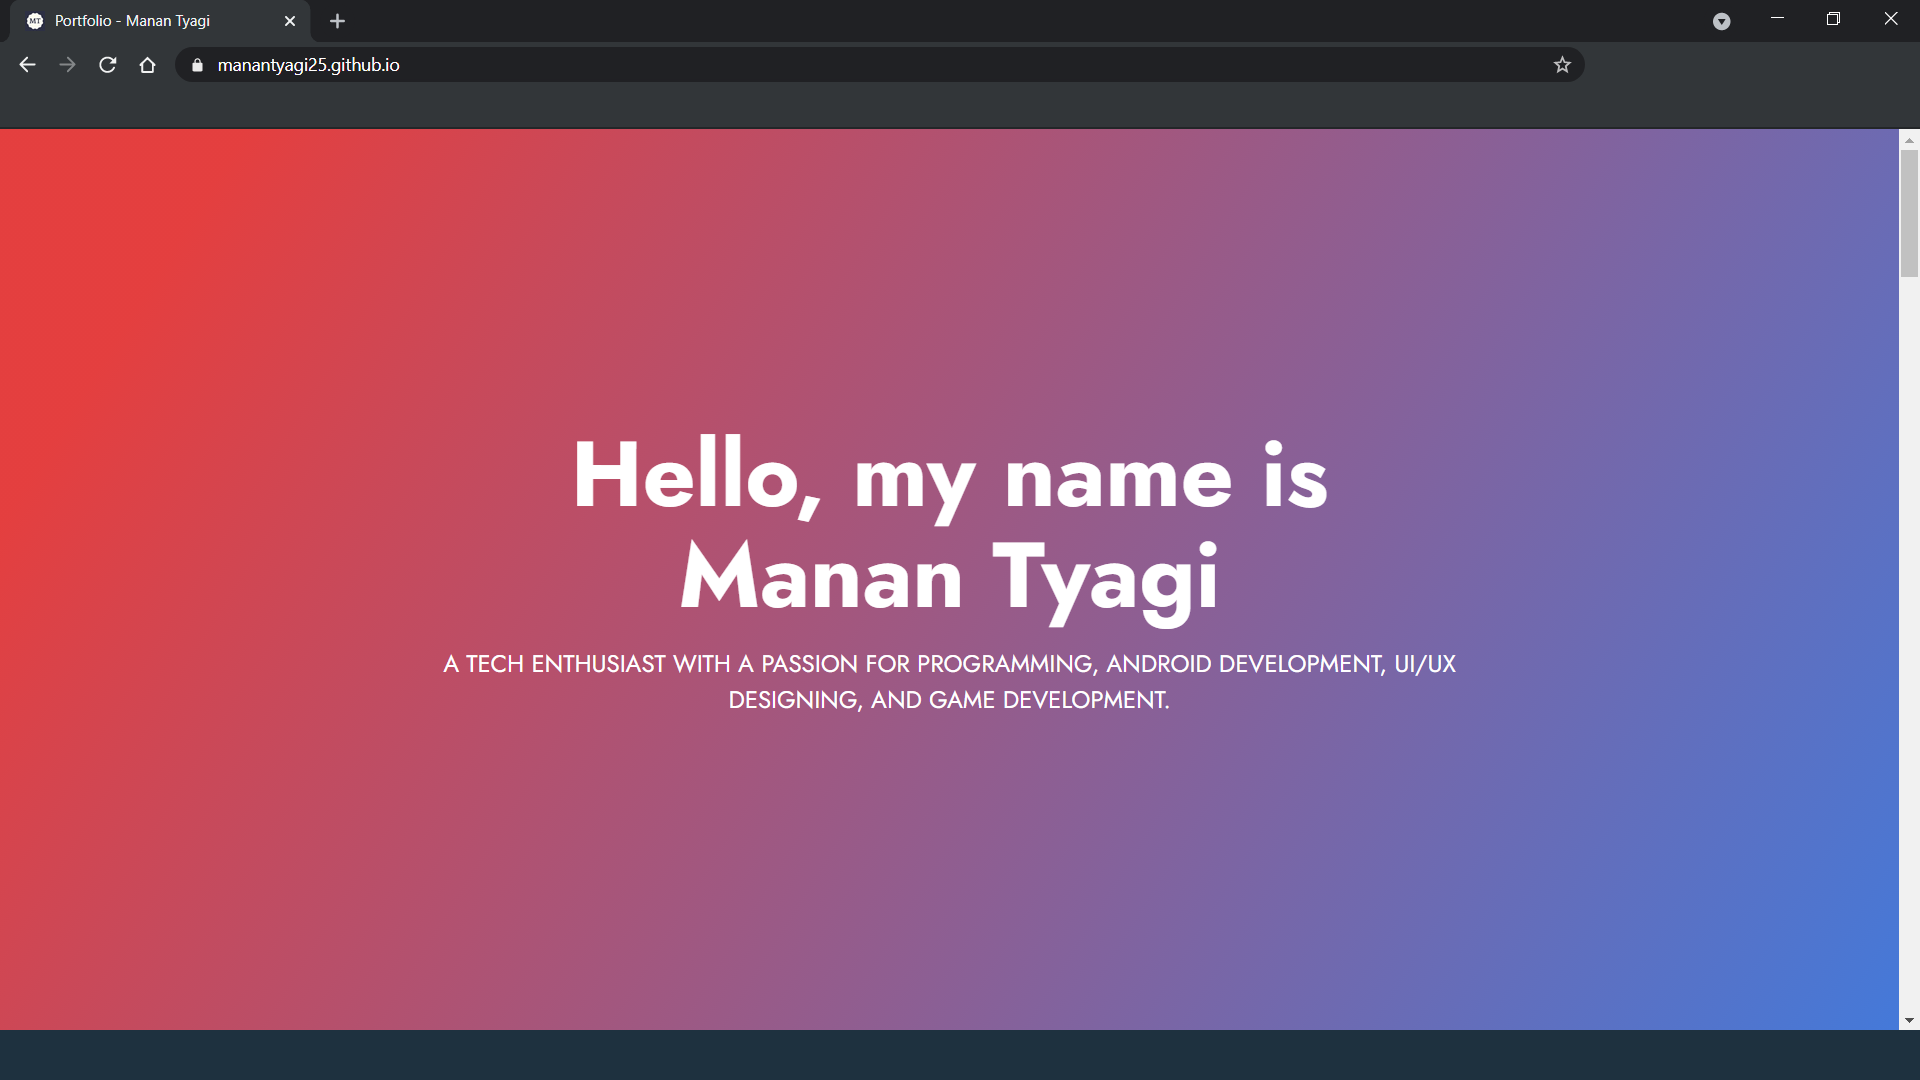 MT Portfolio - Manan Tyagi
manantyagi25.github.io
Hello, my name is
Manan Tyagi
A TECH ENTHUSIAST WITH A PASSION FOR PROGRAMMING, ANDROID DEVELOPMENT, UI/UX
DESIGNING, AND GAME DEVELOPMENT.